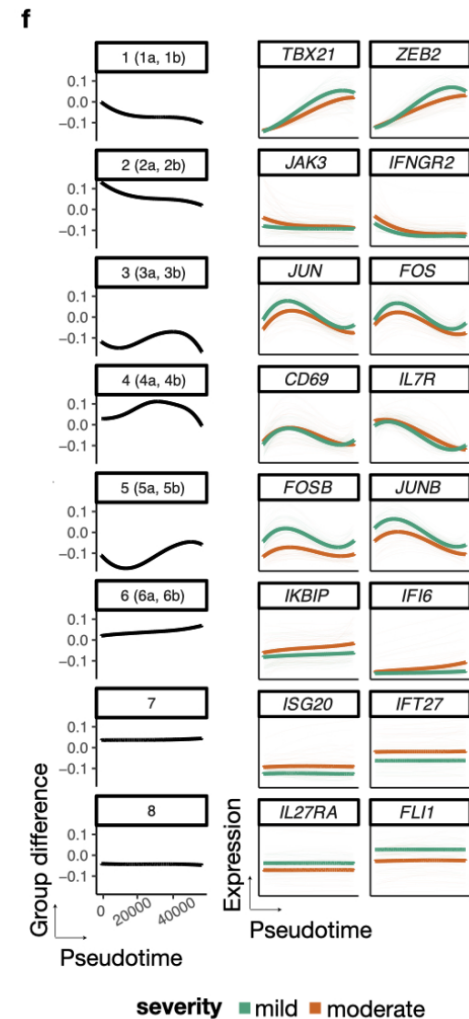 f
1 (1a, 1b) TBX21 ZEB2
0.1
0.0
−0.1
2 (2a, 2b) JAK3 IFNGR2
0.1
0.0
−0.1
3 (3a, 3b) JUN FOS
0.1
0.0
−0.1
4 (4a, 4b) CD69 IL7R
0.1
0.0
−0.1
5 (5a, 5b) FOSB JUNB
0.1
0.0
−0.1
6 (6a, 6b) IKBIP IFI6
0.1
0.0
−0.1
7 ISG20 IFT27
0.1
0.0
−0.1
8 IL27RA FLI1
0.1
0.0
−0.1
0 20000 40000
Group difference
Pseudotime
Expression
Pseudotime
severity mild moderate